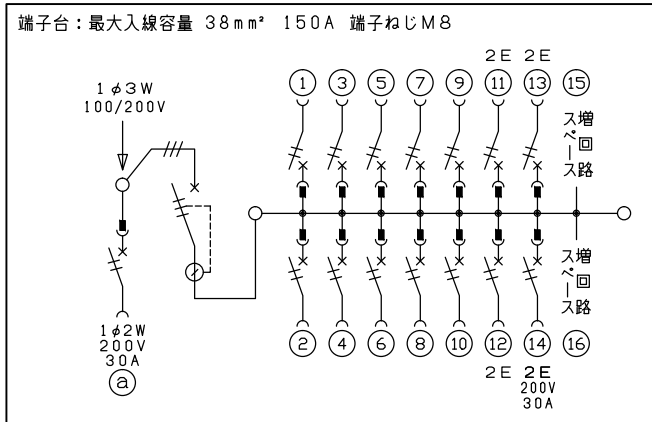 端子台：最大入線容量 38mm² 150A 端子ねじM8
1φ3W
100/200V
2E 2E
1 3 5 7 9 11 13 15
増回路
スペース
増回路
スペース
2 4 6 8 10 12 14 16
2E 2E
200V
30A
1φ2W
200V
30A
a